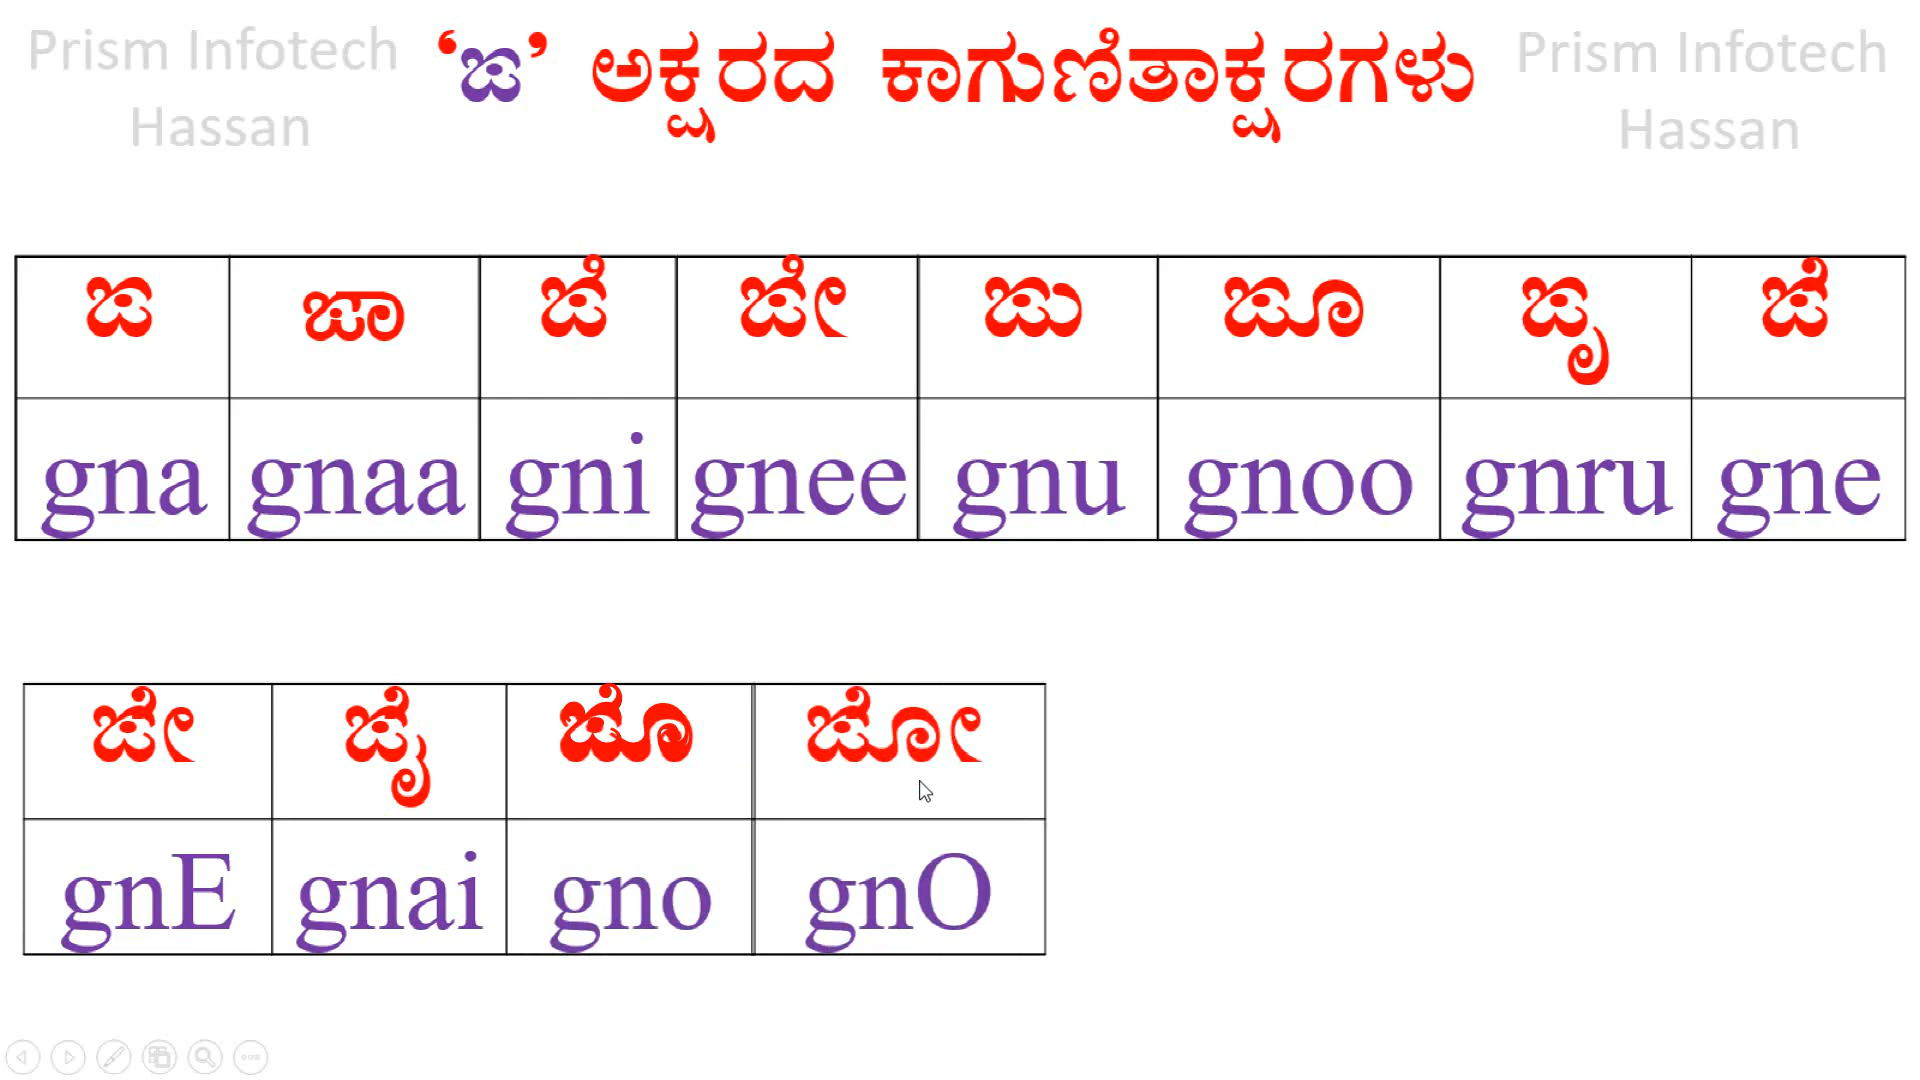 Prism Infotech
Hassan
‘ಙ’ ಅಕ್ಷರದ ಕಾಗುಣಿತಾಕ್ಷರಗಳು
Prism Infotech
Hassan
ಙ ಙಾ ಙಿ ಙೀ ಙು ಙೂ ಙೃ ಙೆ
gna gnaa gni gnee gnu gnoo gnru gne
ಙೇ ಙೈ ಙೊ ಙೋ
gnE gnai gno gnO